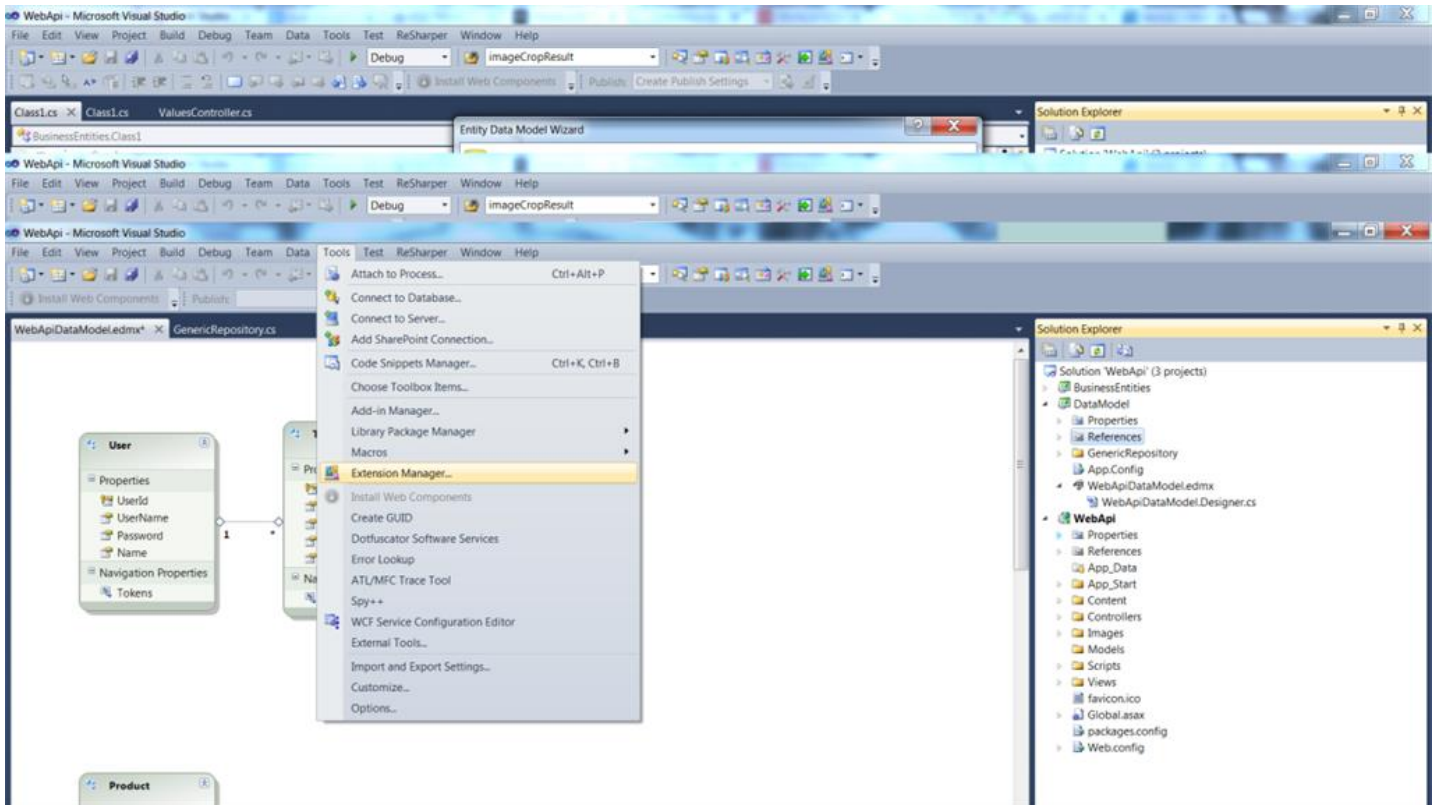 WebApi - Microsoft Visual Studio
File Edit View Project Build Debug Team Data Tools Test ReSharper Window Help
Debug imageCropResult
Install Web Components Publish: Create Publish Settings
Class1.cs Class1.cs ValuesController.cs
Solution Explorer
BusinessEntities.Class1
Entity Data Model Wizard
WebApi - Microsoft Visual Studio
File Edit View Project Build Debug Team Data Tools Test ReSharper Window Help
Debug imageCropResult
WebApi - Microsoft Visual Studio
File Edit View Project Build Debug Team Data Tools Test ReSharper Window Help
Install Web Components Publish:
WebApiDataModel.edmx* GenericRepository.cs
User
Properties
UserId
UserName
Password
Name
Navigation Properties
Tokens
1 *
Product
Attach to Process... Ctrl+Alt+P
Connect to Database...
Connect to Server...
Add SharePoint Connection...
Code Snippets Manager... Ctrl+K, Ctrl+B
Choose Toolbox Items...
Add-in Manager...
Library Package Manager
Macros
Extension Manager...
Install Web Components
Create GUID
Dotfuscator Software Services
Error Lookup
ATL/MFC Trace Tool
Spy++
WCF Service Configuration Editor
External Tools...
Import and Export Settings...
Customize...
Options...
Solution Explorer
Solution 'WebApi' (3 projects)
BusinessEntities
DataModel
Properties
References
GenericRepository
App.Config
WebApiDataModel.edmx
WebApiDataModel.Designer.cs
WebApi
Properties
References
App_Data
App_Start
Content
Controllers
Images
Models
Scripts
Views
favicon.ico
Global.asax
packages.config
Web.config